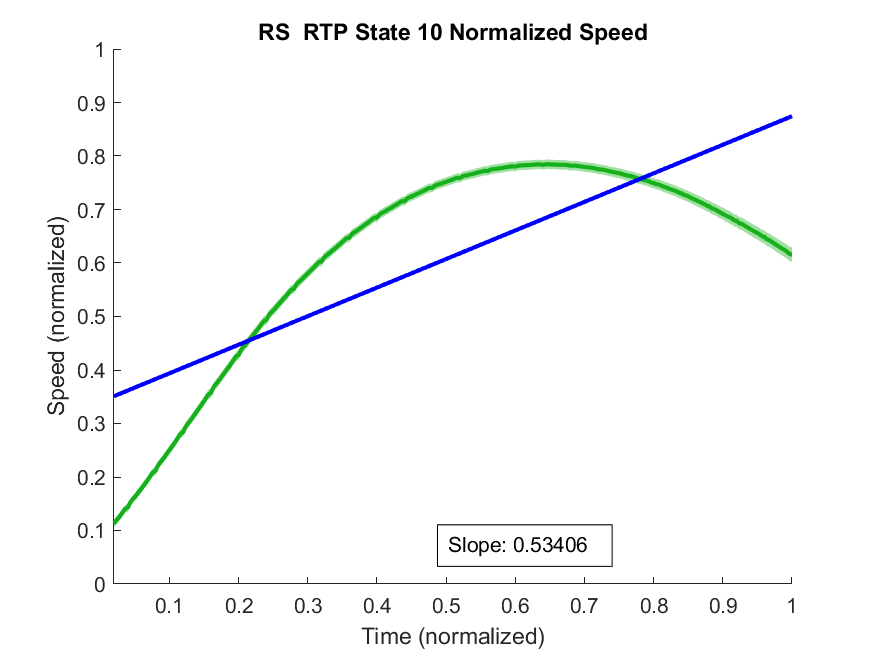 RS  RTP State 10 Normalized Speed
1
0.9
0.8
0.7
0.6
0.5
0.4
0.3
0.2
0.1
0
Speed (normalized)
Slope: 0.53406
0.1 0.2 0.3 0.4 0.5 0.6 0.7 0.8 0.9 1
Time (normalized)